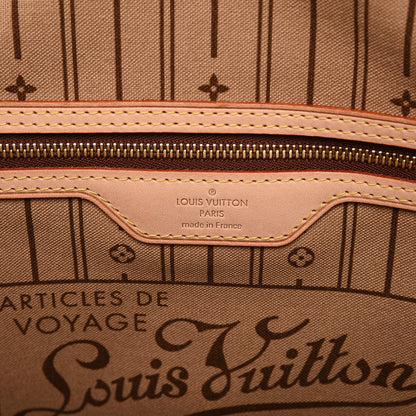 LOUIS VUITTON
PARIS
made in France
ARTICLES DE
VOYAGE
Louis Vuitton